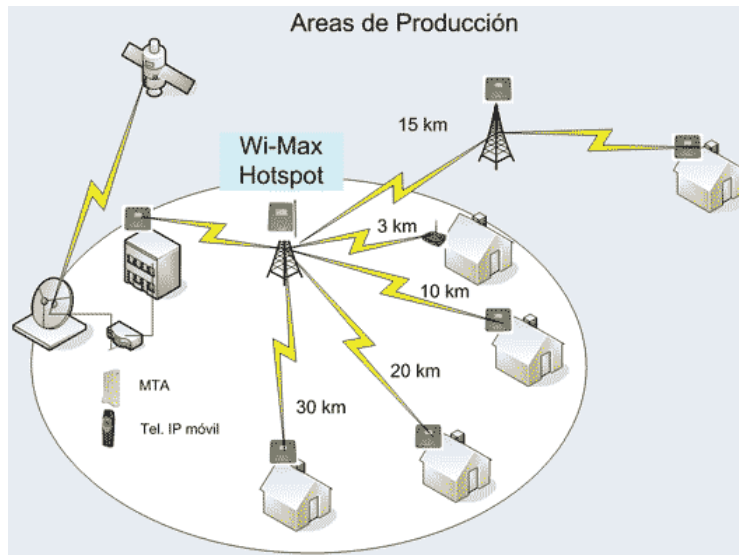 Areas de Producción
15 km
Wi-Max
Hotspot
3 km
10 km
20 km
30 km
MTA
Tel. IP móvil